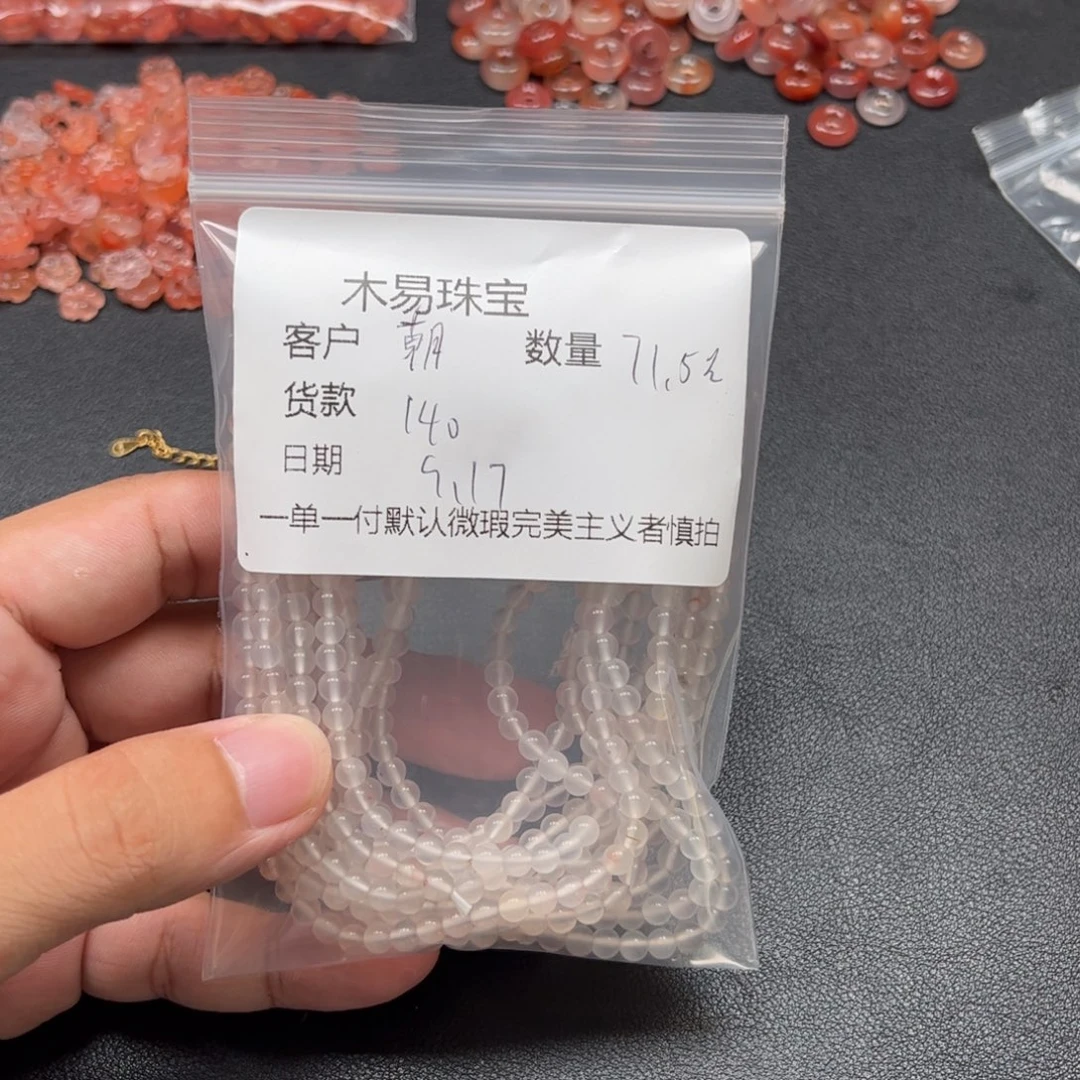 木易珠宝
客户 朝 数量 71.5元
货款 140
日期 9.17
一单一付默认微瑕完美主义者慎拍